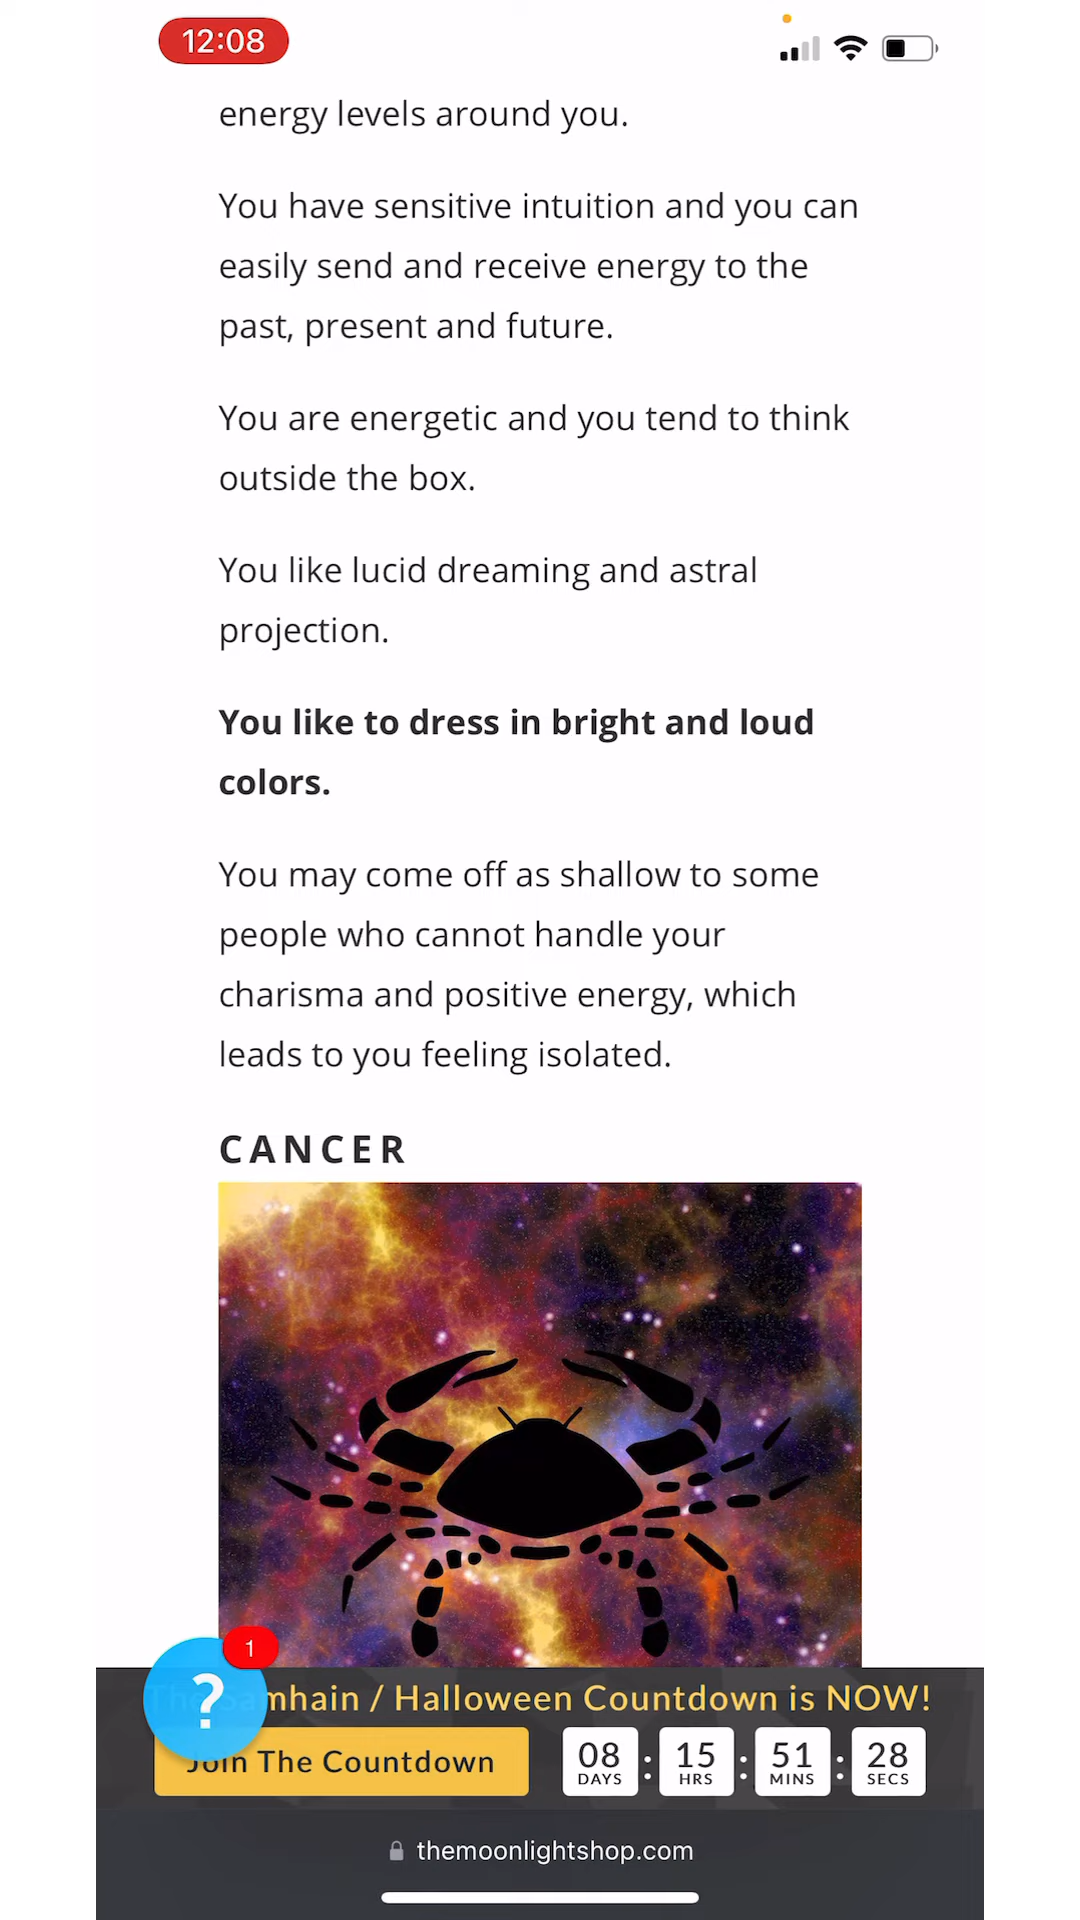 12:08
energy levels around you.
You have sensitive intuition and you can
easily send and receive energy to the
past, present and future.
You are energetic and you tend to think
outside the box.
You like lucid dreaming and astral
projection.
You like to dress in bright and loud
colors.
You may come off as shallow to some
people who cannot handle your
charisma and positive energy, which
leads to you feeling isolated.
CANCER
1
?
The Samhain / Halloween Countdown is NOW!
Join The Countdown
08 : 15 : 51 : 28
DAYS HRS MINS SECS
themoonlightshop.com